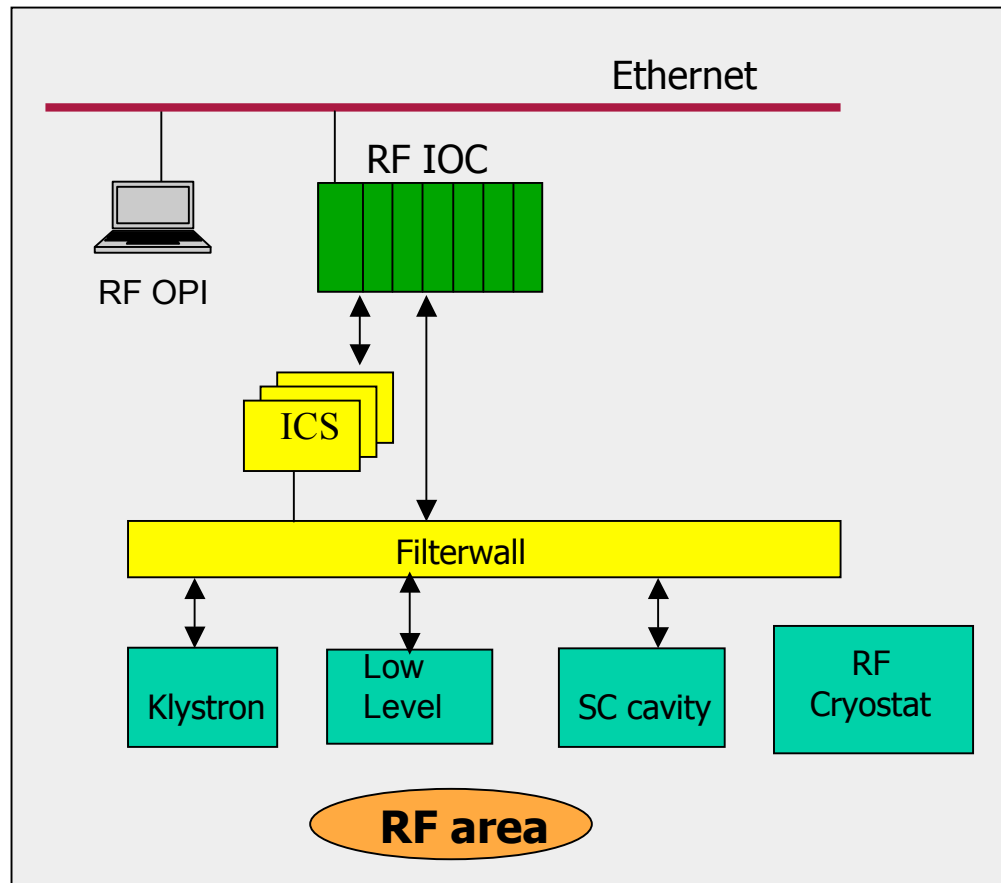 Ethernet
RF IOC
RF OPI
ICS
Filterwall
Klystron
Low
Level
SC cavity
RF
Cryostat
RF area